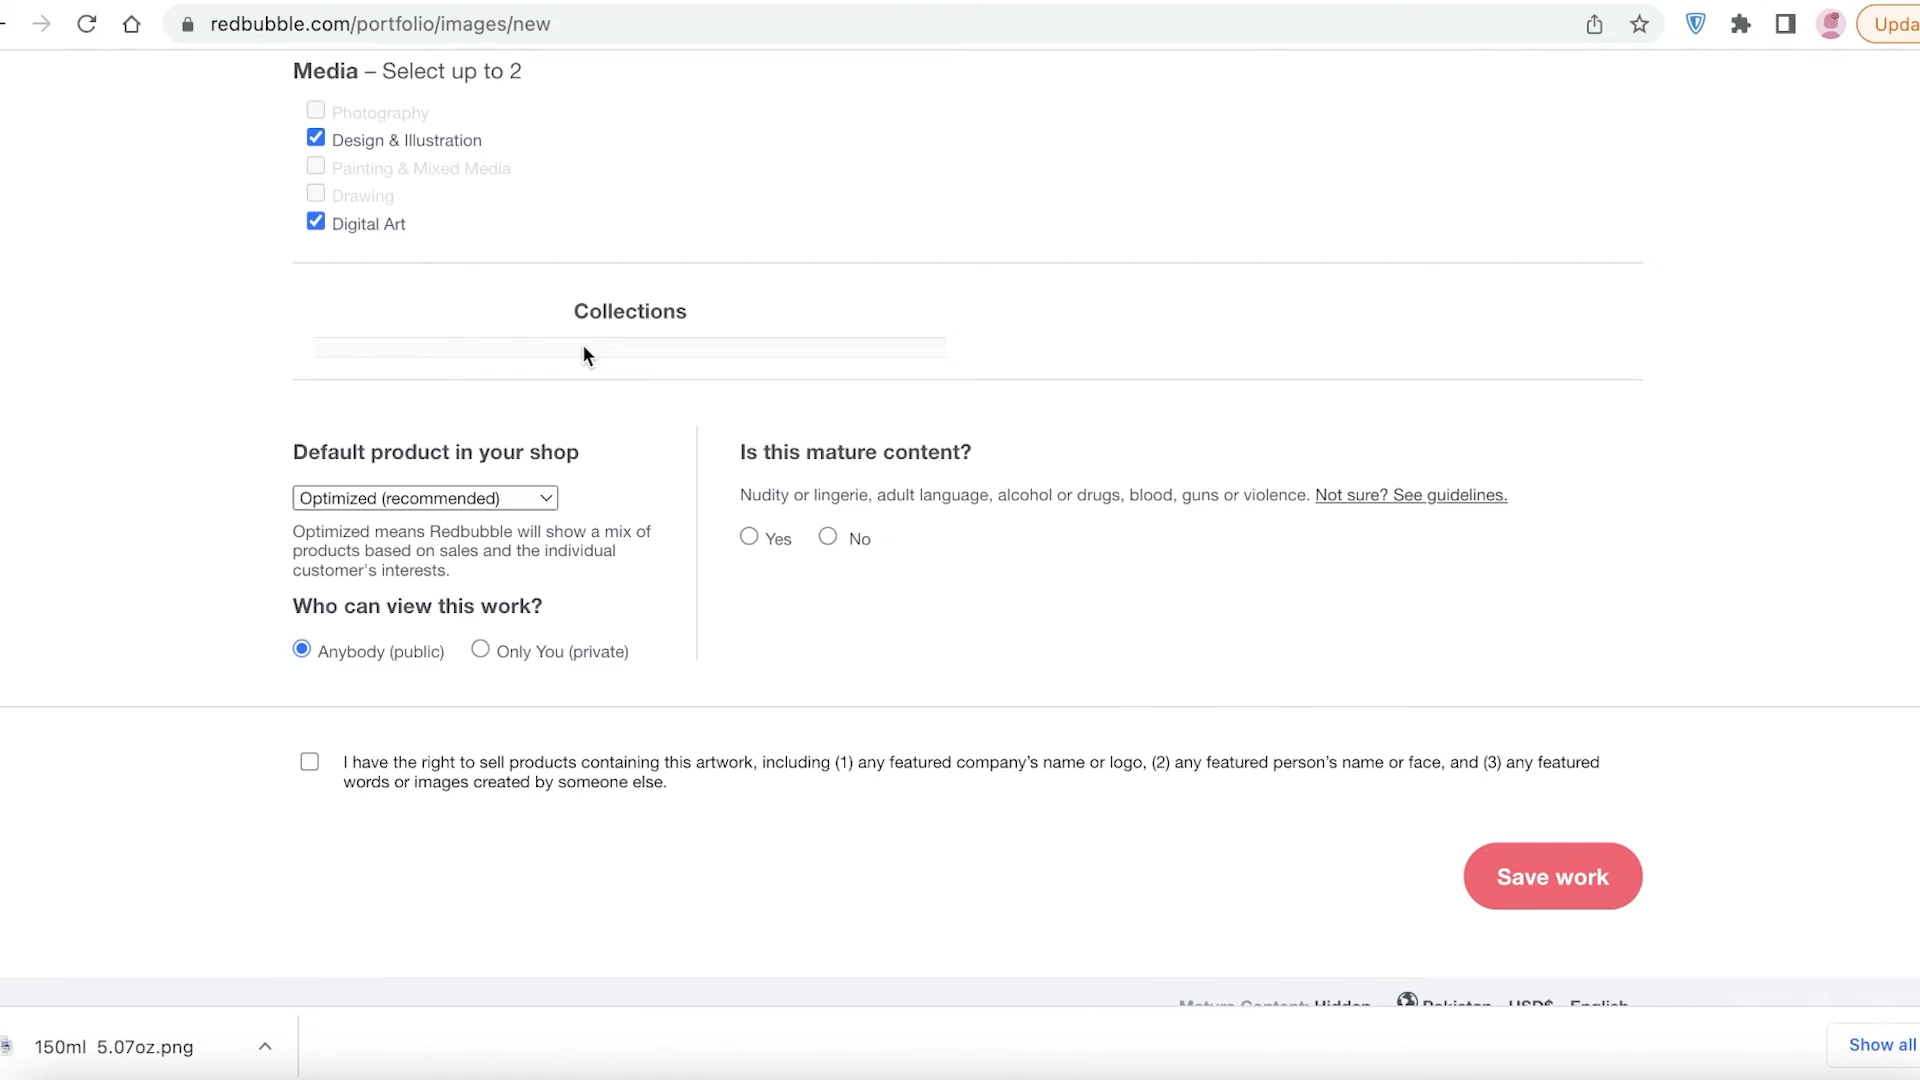 redbubble.com/portfolio/images/new
Upda
Media – Select up to 2
Photography
Design & Illustration
Painting & Mixed Media
Drawing
Digital Art
Collections
Default product in your shop
Optimized (recommended)
Optimized means Redbubble will show a mix of
products based on sales and the individual
customer's interests.
Who can view this work?
Anybody (public) Only You (private)
Is this mature content?
Nudity or lingerie, adult language, alcohol or drugs, blood, guns or violence. Not sure? See guidelines.
Yes No
I have the right to sell products containing this artwork, including (1) any featured company's name or logo, (2) any featured person's name or face, and (3) any featured
words or images created by someone else.
Save work
Mature Content: Hidden Pakistan USD$ English
150ml 5.07oz.png
Show all